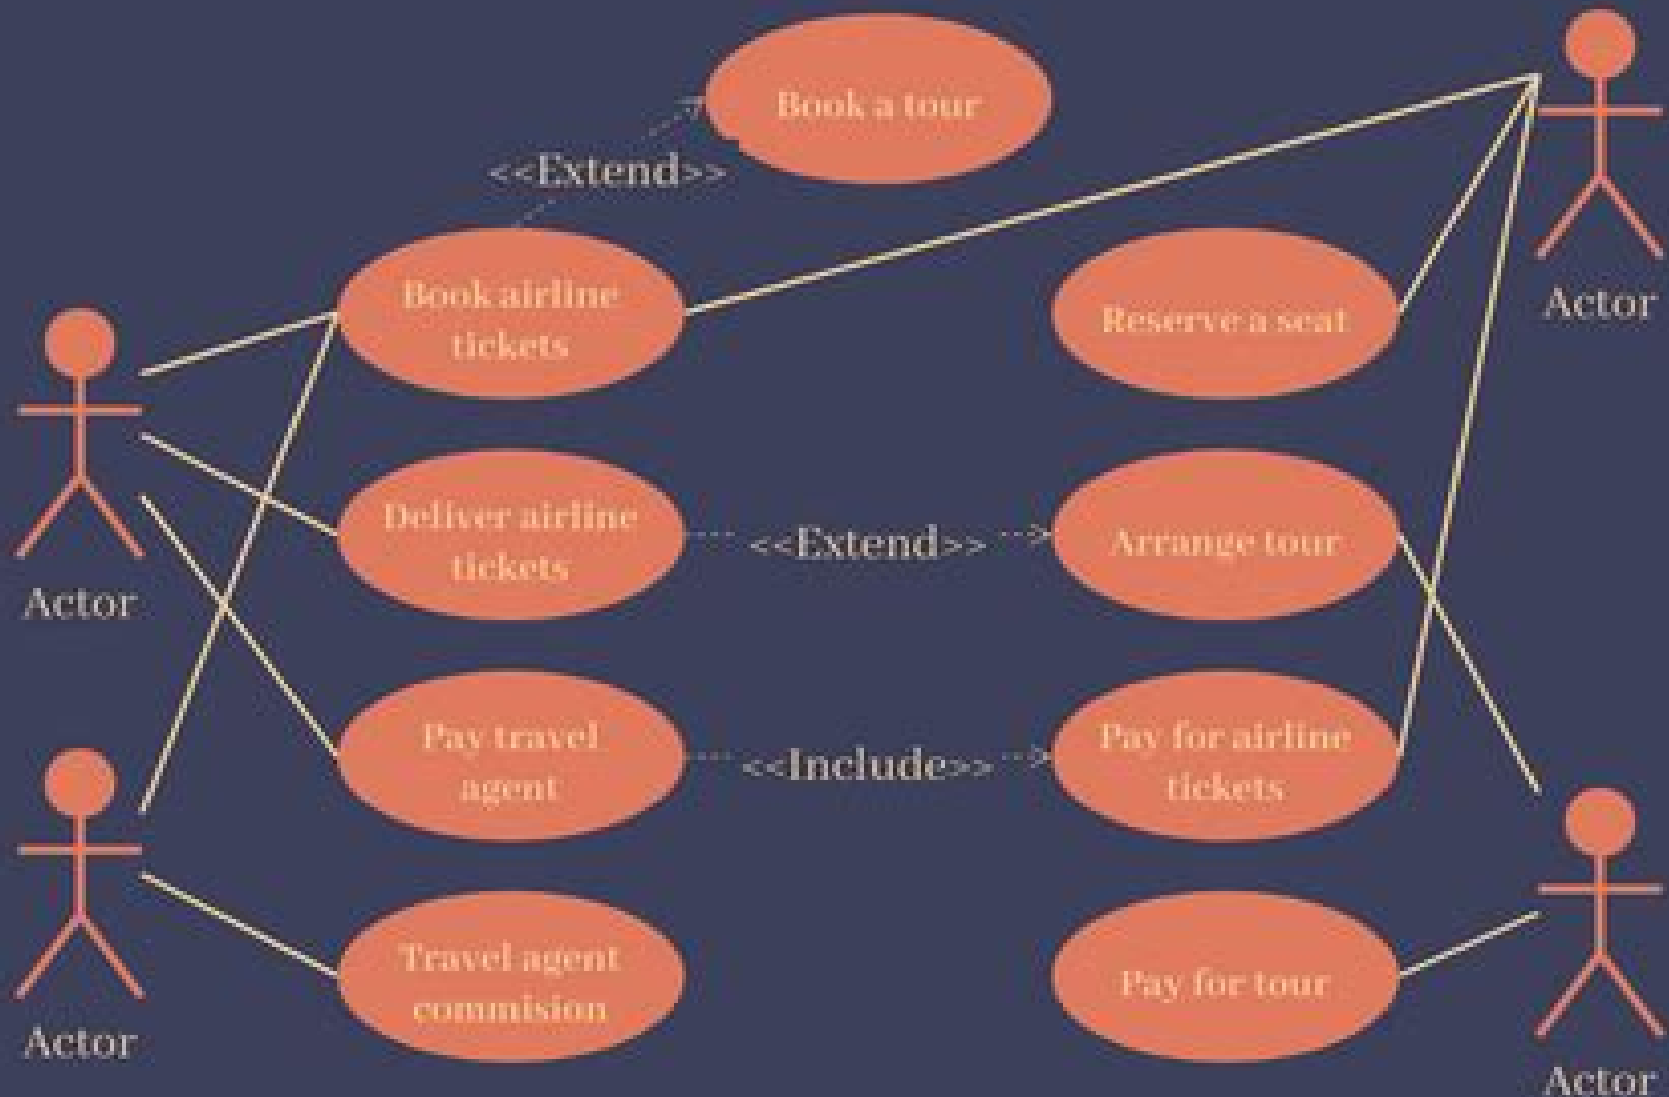 Book a tour
<<Extend>>
Book airline
tickets
Reserve a seat
Actor
Deliver airline
tickets
<<Extend>>
Arrange tour
Actor
Pay travel
agent
<<Include>>
Pay for airline
tickets
Travel agent
commision
Pay for tour
Actor
Actor